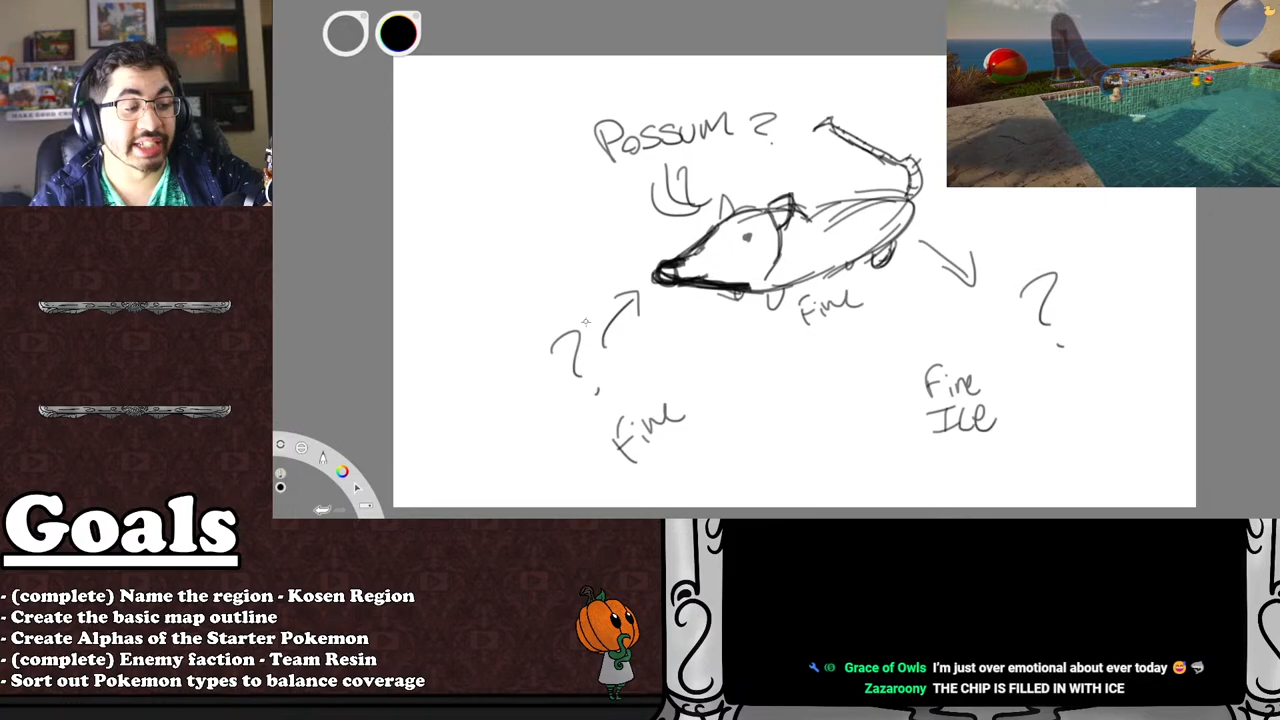 Possum?
?
Fire
Fire
?
Fire
ICE
Goals
- (complete) Name the region - Kosen Region
- Create the basic map outline
- Create Alphas of the Starter Pokemon
- (complete) Enemy faction - Team Resin
- Sort out Pokemon types to balance coverage
Grace of Owls I'm just over emotional about ever today
Zazaroony THE CHIP IS FILLED IN WITH ICE